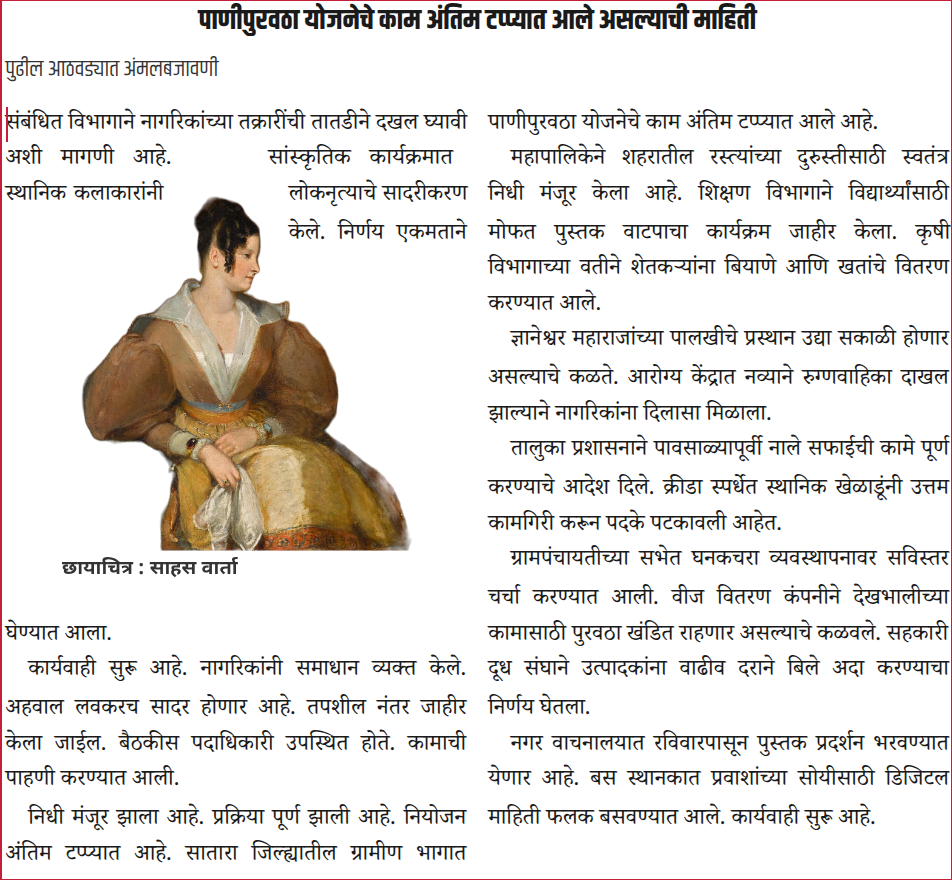 पाणीपुरवठा योजनेचे काम अंतिम टप्प्यात आले असल्याची माहिती
पुढील आठवड्यात अंमलबजावणी
संबंधित विभागाने नागरिकांच्या तक्रारींची तातडीने दखल घ्यावी
अशी मागणी आहे. सांस्कृतिक कार्यक्रमात
स्थानिक कलाकारांनी लोकनृत्याचे सादरीकरण
केले. निर्णय एकमताने
छायाचित्र : साहस वार्ता
घेण्यात आला.
कार्यवाही सुरू आहे. नागरिकांनी समाधान व्यक्त केले.
अहवाल लवकरच सादर होणार आहे. तपशील नंतर जाहीर
केला जाईल. बैठकीस पदाधिकारी उपस्थित होते. कामाची
पाहणी करण्यात आली.
निधी मंजूर झाला आहे. प्रक्रिया पूर्ण झाली आहे. नियोजन
अंतिम टप्प्यात आहे. सातारा जिल्ह्यातील ग्रामीण भागात
पाणीपुरवठा योजनेचे काम अंतिम टप्प्यात आले आहे.
महापालिकेने शहरातील रस्त्यांच्या दुरुस्तीसाठी स्वतंत्र
निधी मंजूर केला आहे. शिक्षण विभागाने विद्यार्थ्यांसाठी
मोफत पुस्तक वाटपाचा कार्यक्रम जाहीर केला. कृषी
विभागाच्या वतीने शेतकऱ्यांना बियाणे आणि खतांचे वितरण
करण्यात आले.
ज्ञानेश्वर महाराजांच्या पालखीचे प्रस्थान उद्या सकाळी होणार
असल्याचे कळते. आरोग्य केंद्रात नव्याने रुग्णवाहिका दाखल
झाल्याने नागरिकांना दिलासा मिळाला.
तालुका प्रशासनाने पावसाळ्यापूर्वी नाले सफाईची कामे पूर्ण
करण्याचे आदेश दिले. क्रीडा स्पर्धेत स्थानिक खेळाडूंनी उत्तम
कामगिरी करून पदके पटकावली आहेत.
ग्रामपंचायतीच्या सभेत घनकचरा व्यवस्थापनावर सविस्तर
चर्चा करण्यात आली. वीज वितरण कंपनीने देखभालीच्या
कामासाठी पुरवठा खंडित राहणार असल्याचे कळवले. सहकारी
दूध संघाने उत्पादकांना वाढीव दराने बिले अदा करण्याचा
निर्णय घेतला.
नगर वाचनालयात रविवारपासून पुस्तक प्रदर्शन भरवण्यात
येणार आहे. बस स्थानकात प्रवाशांच्या सोयीसाठी डिजिटल
माहिती फलक बसवण्यात आले. कार्यवाही सुरू आहे.